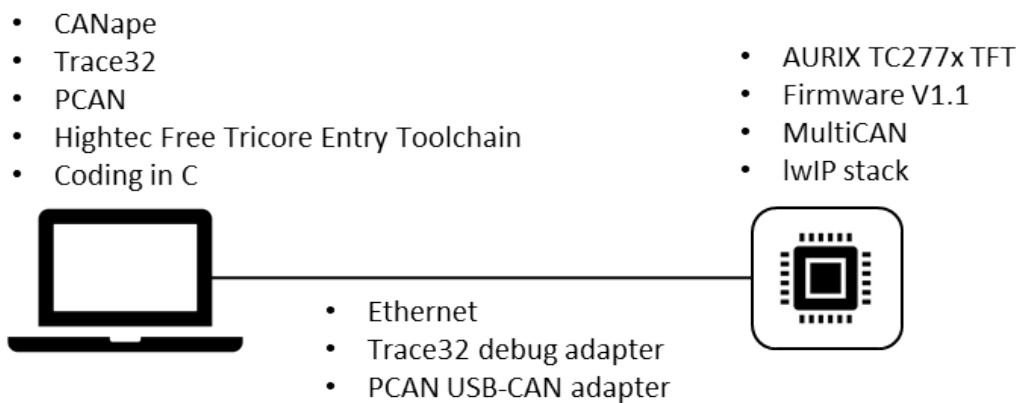 • CANape
• Trace32
• PCAN
• Hightec Free Tricore Entry Toolchain
• Coding in C
• AURIX TC277x TFT
• Firmware V1.1
• MultiCAN
• lwIP stack
• Ethernet
• Trace32 debug adapter
• PCAN USB-CAN adapter